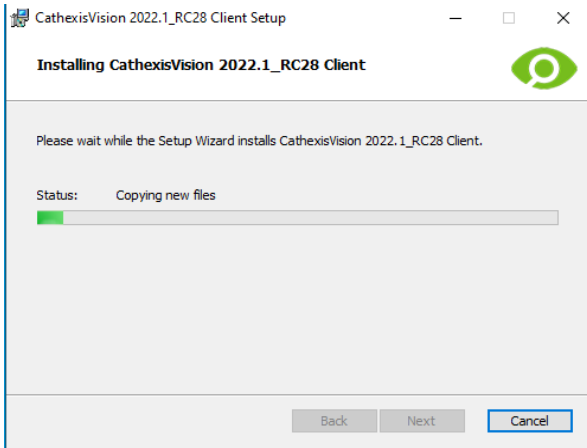 CathexisVision 2022.1_RC28 Client Setup
Installing CathexisVision 2022.1_RC28 Client
Please wait while the Setup Wizard installs CathexisVision 2022.1_RC28 Client.
Status: Copying new files
Back Next Cancel